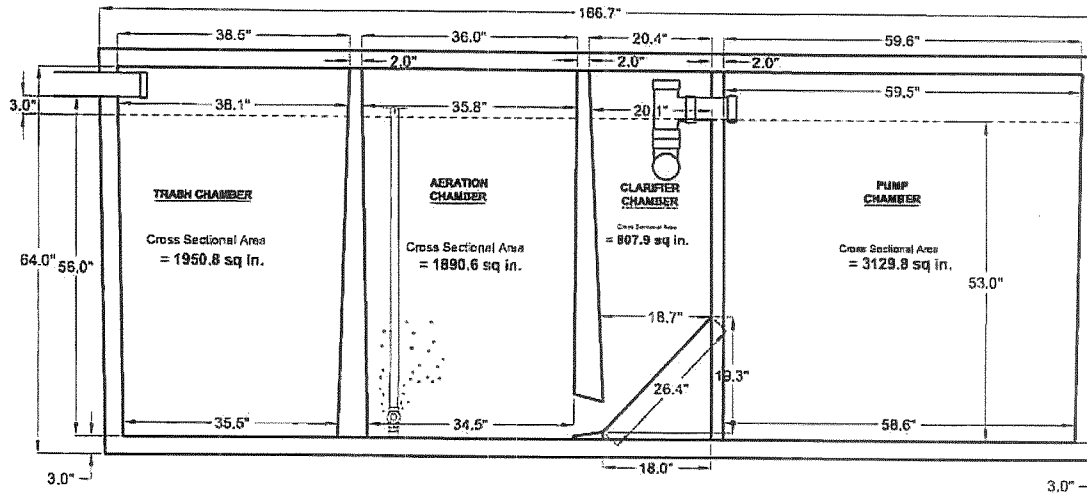 166.7"
38.5" 36.0" 20.4" 59.6"
2.0" 2.0" 2.0"
3.0" 38.1" 35.8" 20.1" 59.5"
TRASH CHAMBER
Cross Sectional Area
= 1950.8 sq in.
AERATION
CHAMBER
Cross Sectional Area
= 1890.6 sq in.
CLARIFIER
CHAMBER
Cross Sectional Area
= 807.9 sq in.
PUMP
CHAMBER
Cross Sectional Area
= 3129.8 sq in.
64.0" 56.0" 53.0"
18.7"
26.4" 19.3"
35.5" 34.5" 58.6"
18.0"
3.0" 3.0"